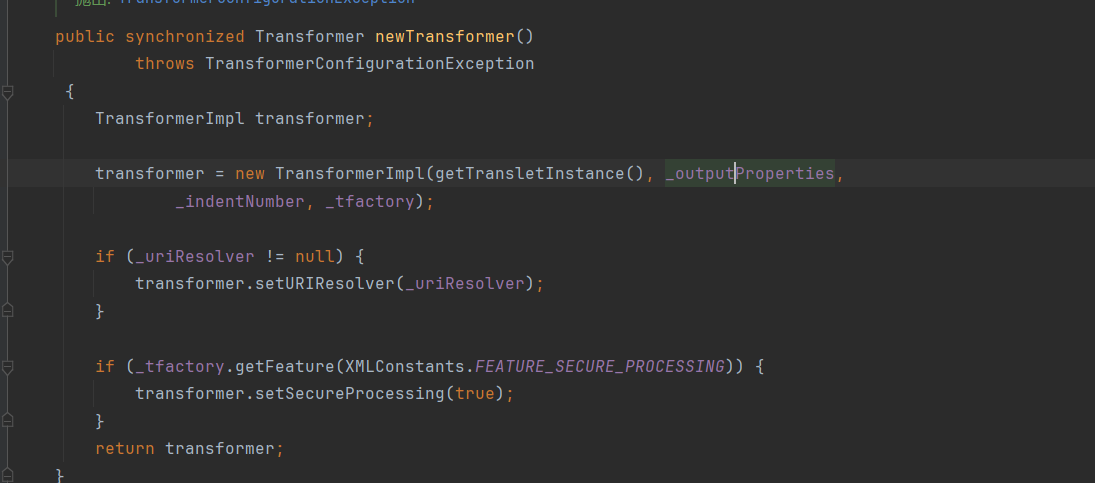 抛出: TransformerConfigurationException
public synchronized Transformer newTransformer()
throws TransformerConfigurationException
{
TransformerImpl transformer;
transformer = new TransformerImpl(getTransletInstance(), _outputProperties,
_indentNumber, _tfactory);
if (_uriResolver != null) {
transformer.setURIResolver(_uriResolver);
}
if (_tfactory.getFeature(XMLConstants.FEATURE_SECURE_PROCESSING)) {
transformer.setSecureProcessing(true);
}
return transformer;
}